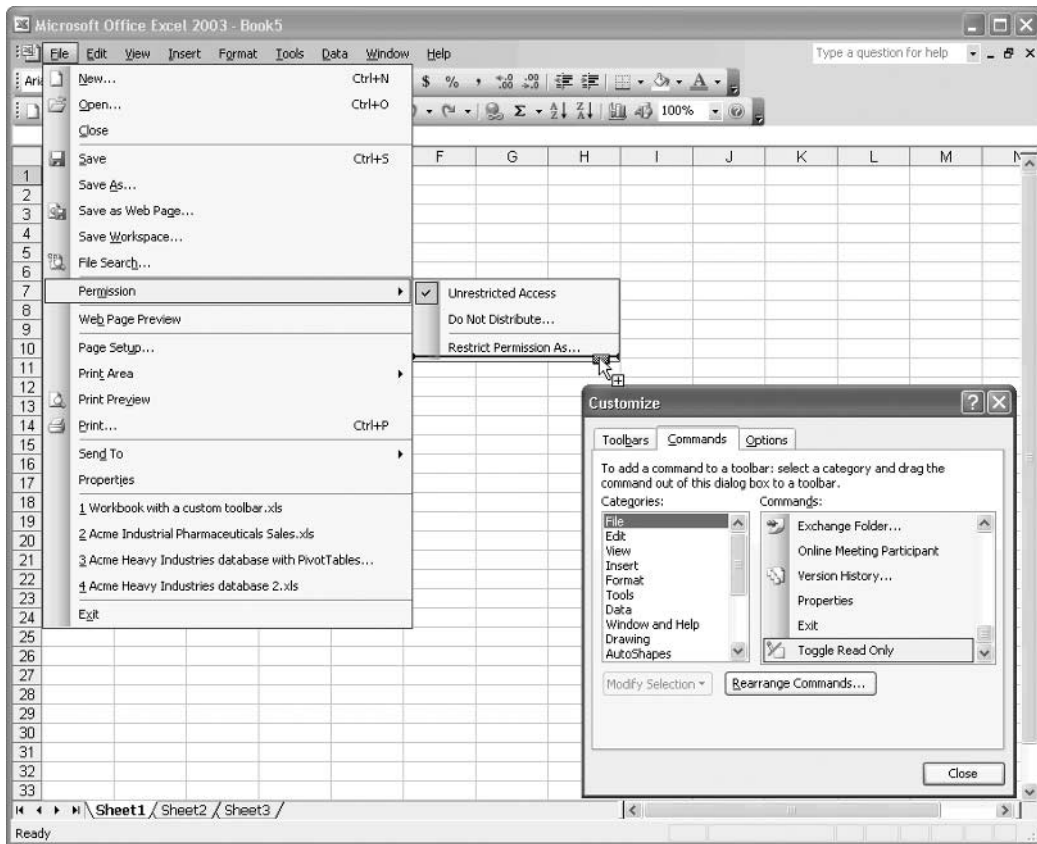 Microsoft Office Excel 2003 - Book5
File Edit View Insert Format Tools Data Window Help
Type a question for help
$ % ,
Σ
100%
New... Ctrl+N
Open... Ctrl+O
Close
Save Ctrl+S
Save As...
Save as Web Page...
Save Workspace...
File Search...
Permission
Web Page Preview
Page Setup...
Print Area
Print Preview
Print... Ctrl+P
Send To
Properties
1 Workbook with a custom toolbar.xls
2 Acme Industrial Pharmaceuticals Sales.xls
3 Acme Heavy Industries database with PivotTables...
4 Acme Heavy Industries database 2.xls
Exit
Unrestricted Access
Do Not Distribute...
Restrict Permission As...
F G H I J K L M
1
2
3
4
5
6
7
8
9
10
11
12
13
14
15
16
17
18
19
20
21
22
23
24
25
26
27
28
29
30
31
32
33
Customize
Toolbars Commands Options
To add a command to a toolbar: select a category and drag the
command out of this dialog box to a toolbar.
Categories:
File
Edit
View
Insert
Format
Tools
Data
Window and Help
Drawing
AutoShapes
Commands:
Exchange Folder...
Online Meeting Participant
Version History...
Properties
Exit
Toggle Read Only
Modify Selection
Rearrange Commands...
Close
Sheet1 Sheet2 Sheet3
Ready